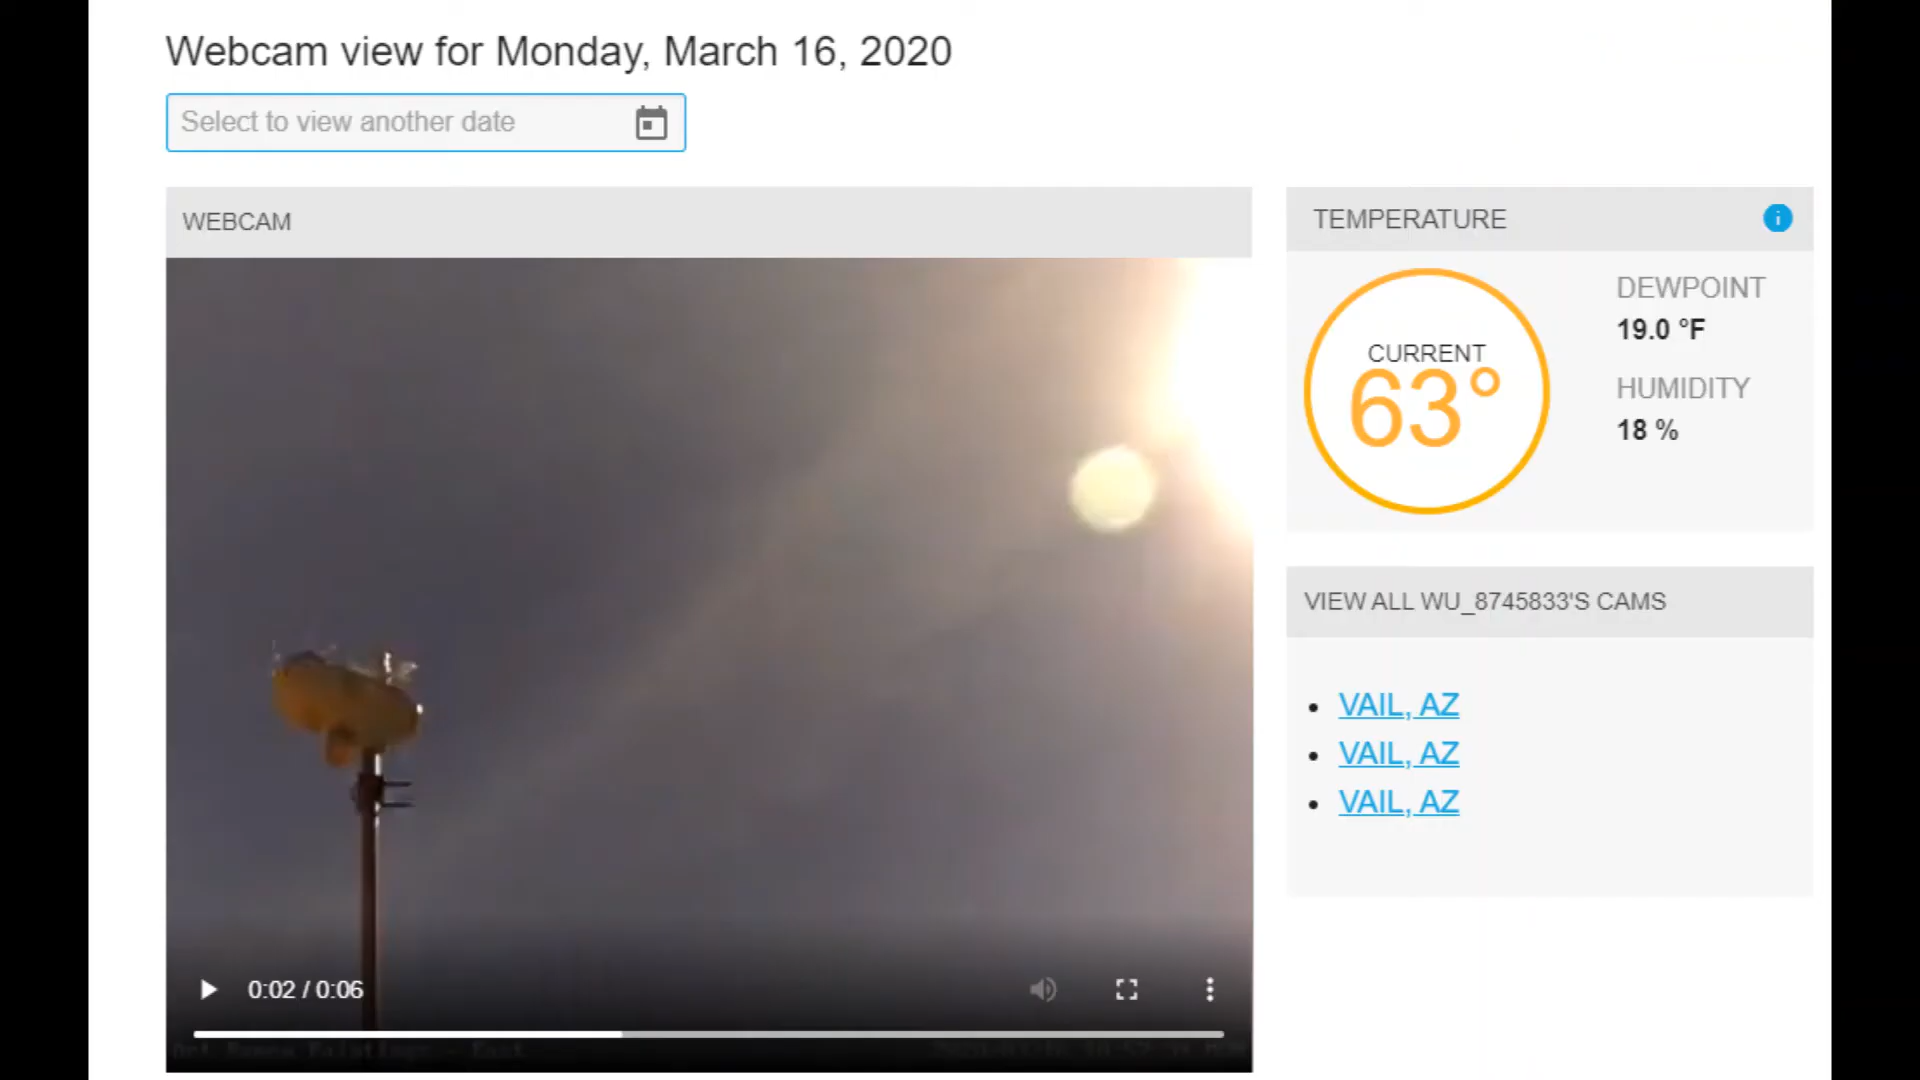 Webcam view for Monday, March 16, 2020
Select to view another date
WEBCAM
0:02 / 0:06
TEMPERATURE
CURRENT
63°
DEWPOINT
19.0 °F
HUMIDITY
18 %
VIEW ALL WU_8745833'S CAMS
VAIL, AZ
VAIL, AZ
VAIL, AZ